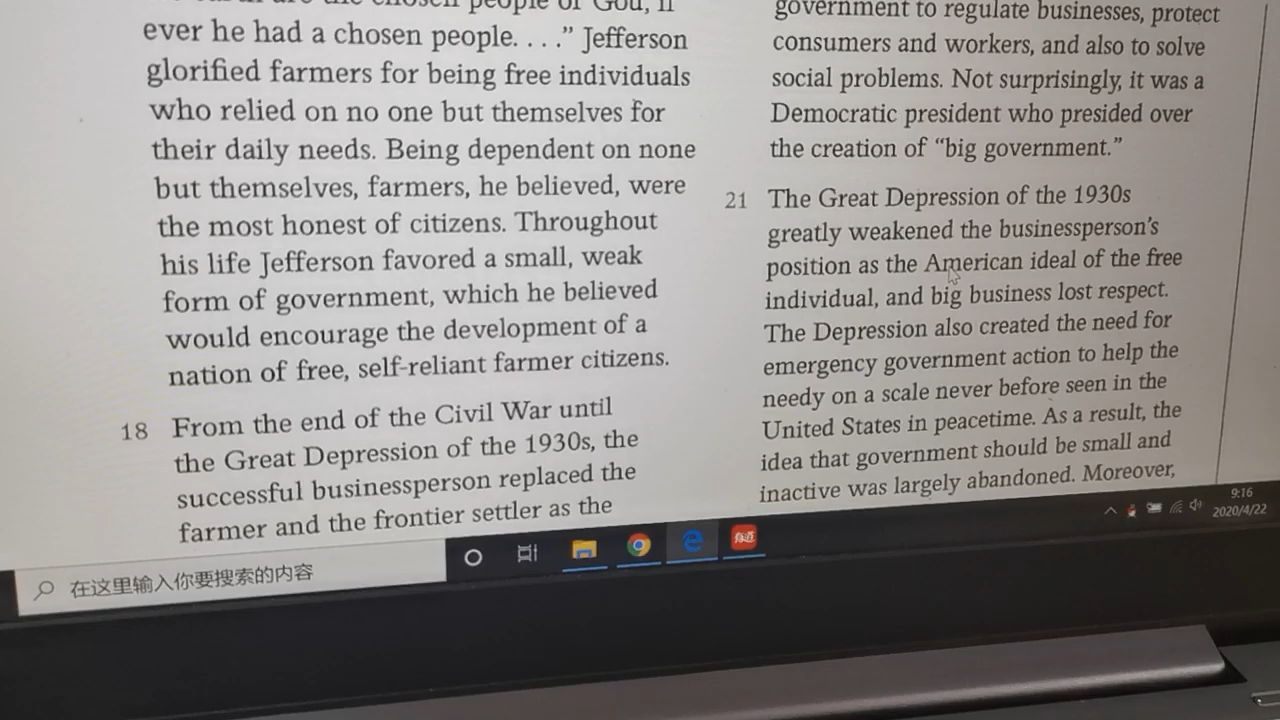 ever he had a chosen people. . . .” Jefferson
glorified farmers for being free individuals
who relied on no one but themselves for
their daily needs. Being dependent on none
but themselves, farmers, he believed, were
the most honest of citizens. Throughout
his life Jefferson favored a small, weak
form of government, which he believed
would encourage the development of a
nation of free, self-reliant farmer citizens.
18 From the end of the Civil War until
the Great Depression of the 1930s, the
successful businessperson replaced the
farmer and the frontier settler as the
government to regulate businesses, protect
consumers and workers, and also to solve
social problems. Not surprisingly, it was a
Democratic president who presided over
the creation of “big government.”
21 The Great Depression of the 1930s
greatly weakened the businessperson’s
position as the American ideal of the free
individual, and big business lost respect.
The Depression also created the need for
emergency government action to help the
needy on a scale never before seen in the
United States in peacetime. As a result, the
idea that government should be small and
inactive was largely abandoned. Moreover,
在这里输入你要搜索的内容
9:16
2020/4/22